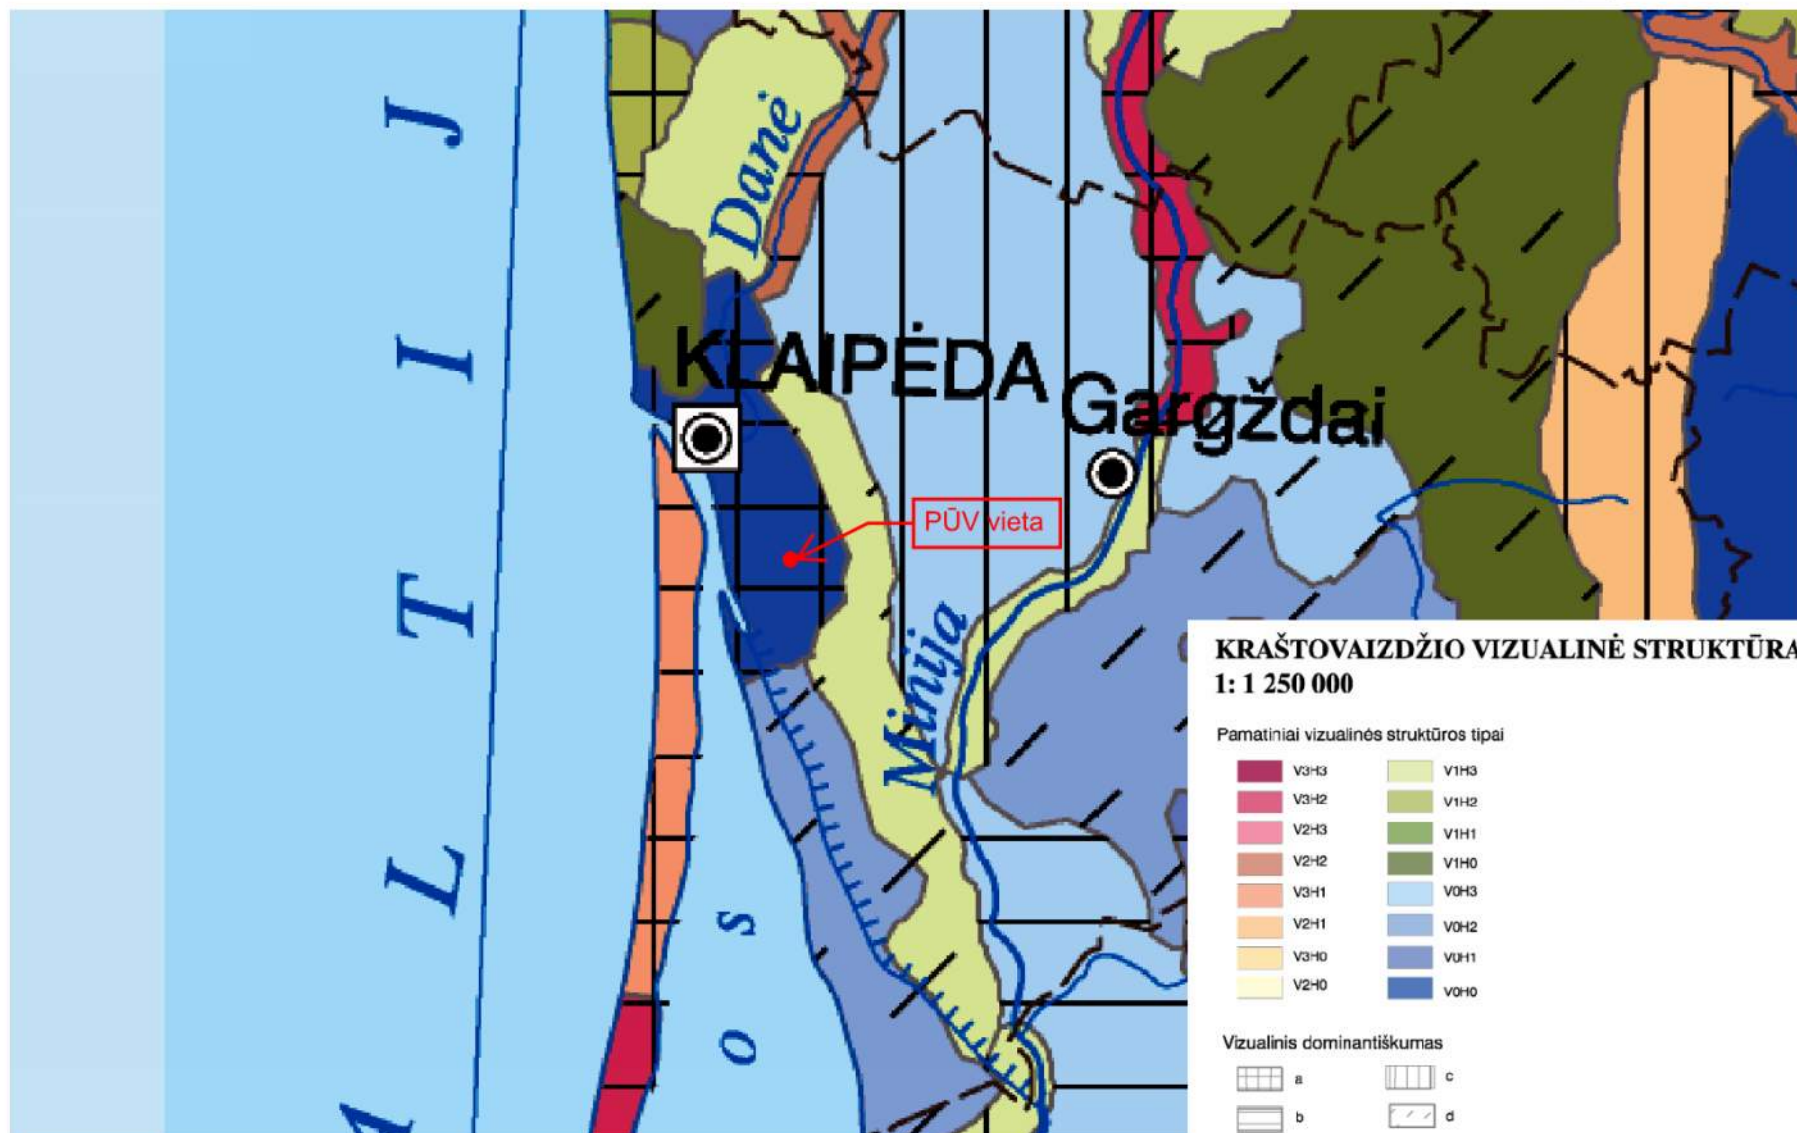 J
Danė
I
KLAIPĖDA
Gargždai
PŪV vieta
T
Minija
L
s
o
A
KRAŠTOVAIZDŽIO VIZUALINĖ STRUKTŪRA
1: 1 250 000
Pamatiniai vizualinės struktūros tipai
V3H3 V1H3
V3H2 V1H2
V2H3 V1H1
V2H2 V1H0
V3H1 V0H3
V2H1 V0H2
V3H0 V0H1
V2H0 V0H0
Vizualinis dominantiškumas
a c
b d